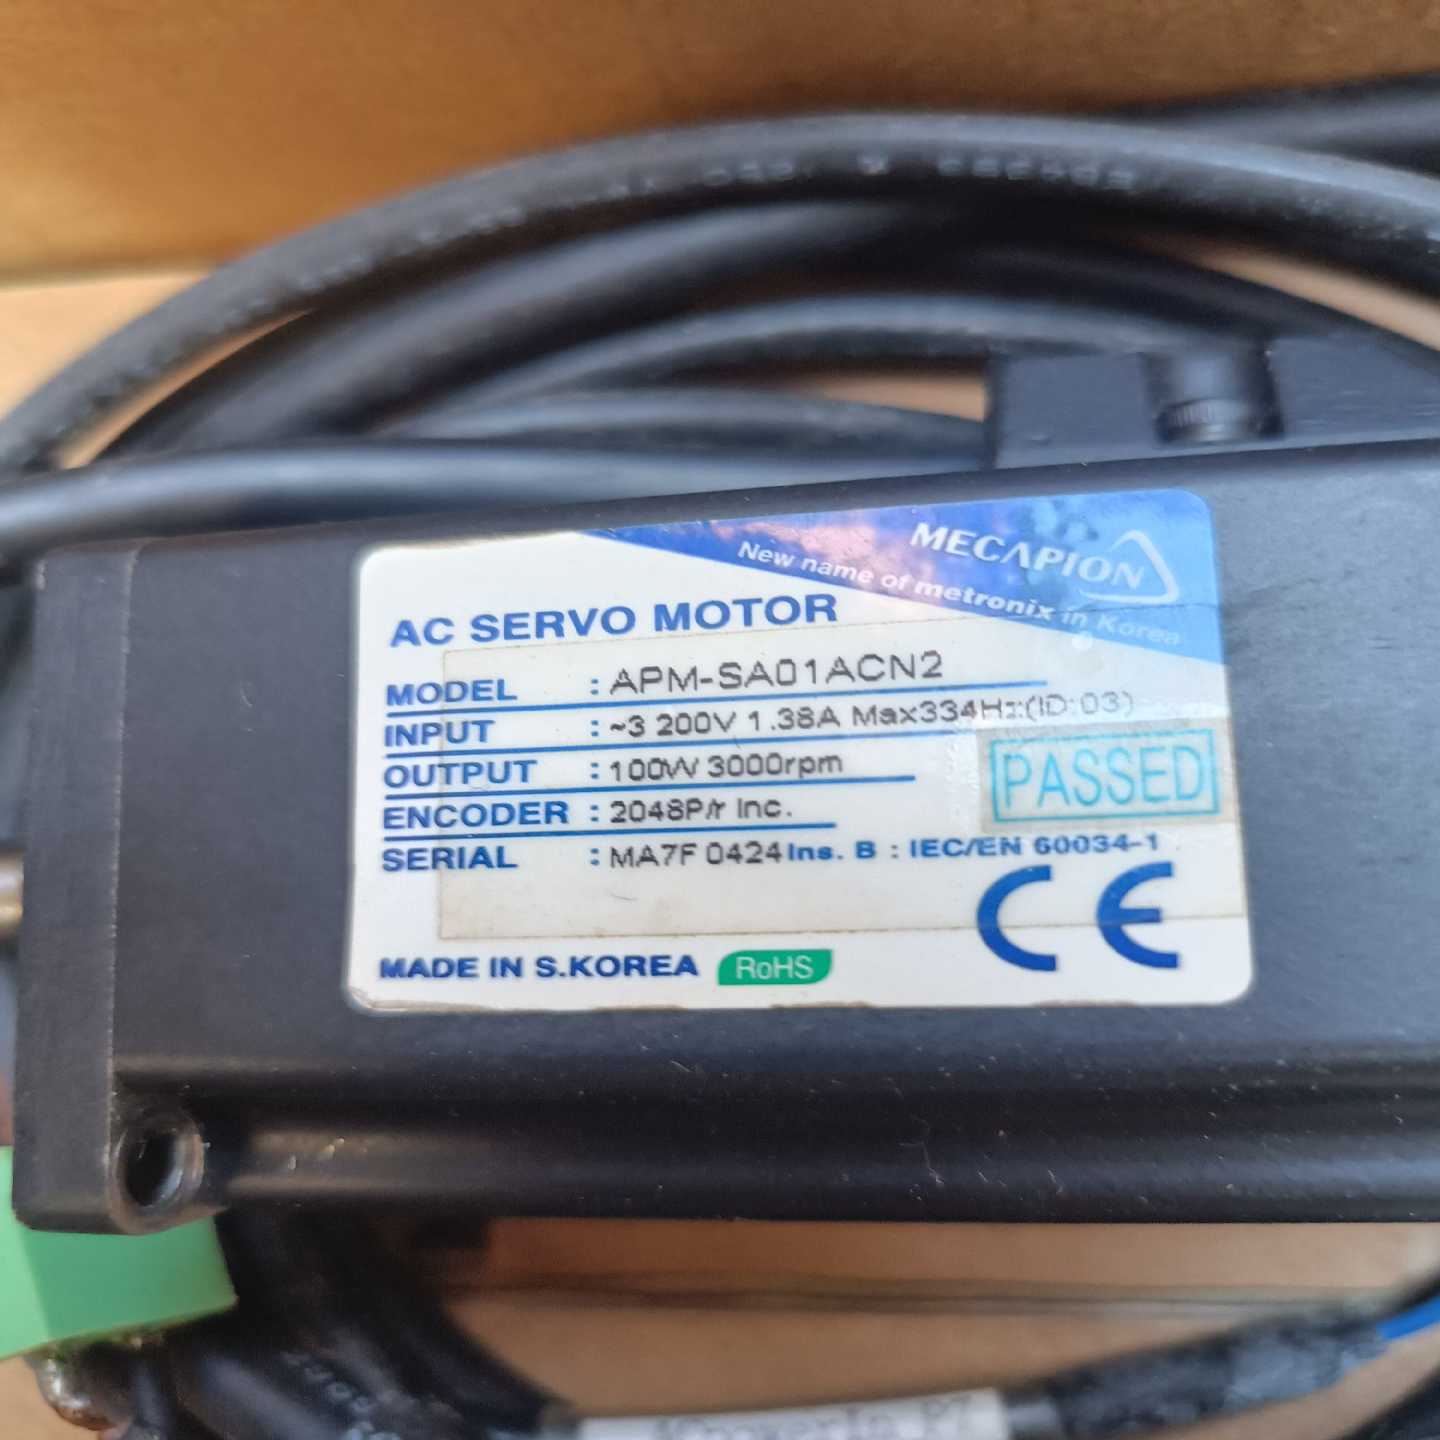 MECAPION
New name of metronix in Korea
AC SERVO MOTOR
MODEL : APM-SA01ACN2
INPUT : ~3 200V 1.38A Max334Hz:(ID:03)
OUTPUT : 100W 3000rpm
ENCODER : 2048P/r Inc.
PASSED
SERIAL : MA7F 0424 Ins. B : IEC/EN 60034-1
CE
MADE IN S.KOREA RoHS